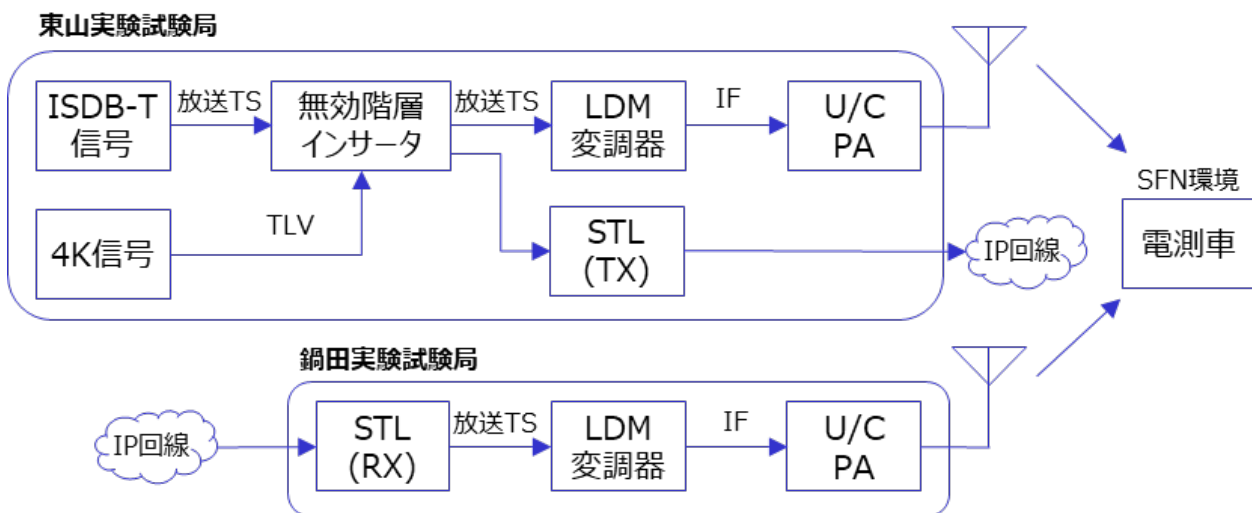 東山実験試験局
ISDB-T
信号
放送TS
無効階層
インサータ
放送TS
LDM
変調器
IF
U/C
PA
4K信号
TLV
STL
(TX)
IP回線
SFN環境
電測車
鍋田実験試験局
IP回線
STL
(RX)
放送TS
LDM
変調器
IF
U/C
PA